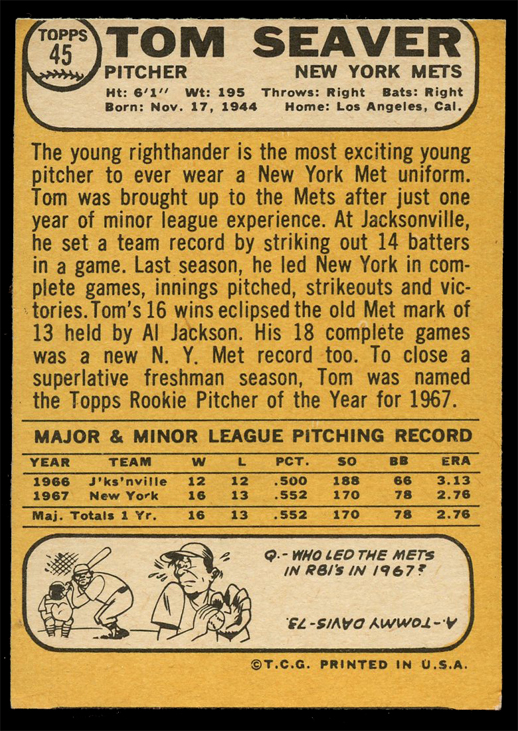 TOPPS
45
TOM SEAVER
PITCHER NEW YORK METS
Ht: 6'1" Wt: 195 Throws: Right Bats: Right
Born: Nov. 17, 1944 Home: Los Angeles, Cal.
The young righthander is the most exciting young
pitcher to ever wear a New York Met uniform.
Tom was brought up to the Mets after just one
year of minor league experience. At Jacksonville,
he set a team record by striking out 14 batters
in a game. Last season, he led New York in com-
plete games, innings pitched, strikeouts and vic-
tories. Tom's 16 wins eclipsed the old Met mark of
13 held by Al Jackson. His 18 complete games
was a new N. Y. Met record too. To close a
superlative freshman season, Tom was named
the Topps Rookie Pitcher of the Year for 1967.
MAJOR & MINOR LEAGUE PITCHING RECORD
YEAR TEAM W L PCT. SO BB ERA
1966 J'ks'nville 12 12 .500 188 66 3.13
1967 New York 16 13 .552 170 78 2.76
Maj. Totals 1 Yr. 16 13 .552 170 78 2.76
Q.- WHO LED THE METS
IN RBI'S IN 1967?
A.- TOMMY DAVIS-73.
©T.C.G. PRINTED IN U.S.A.